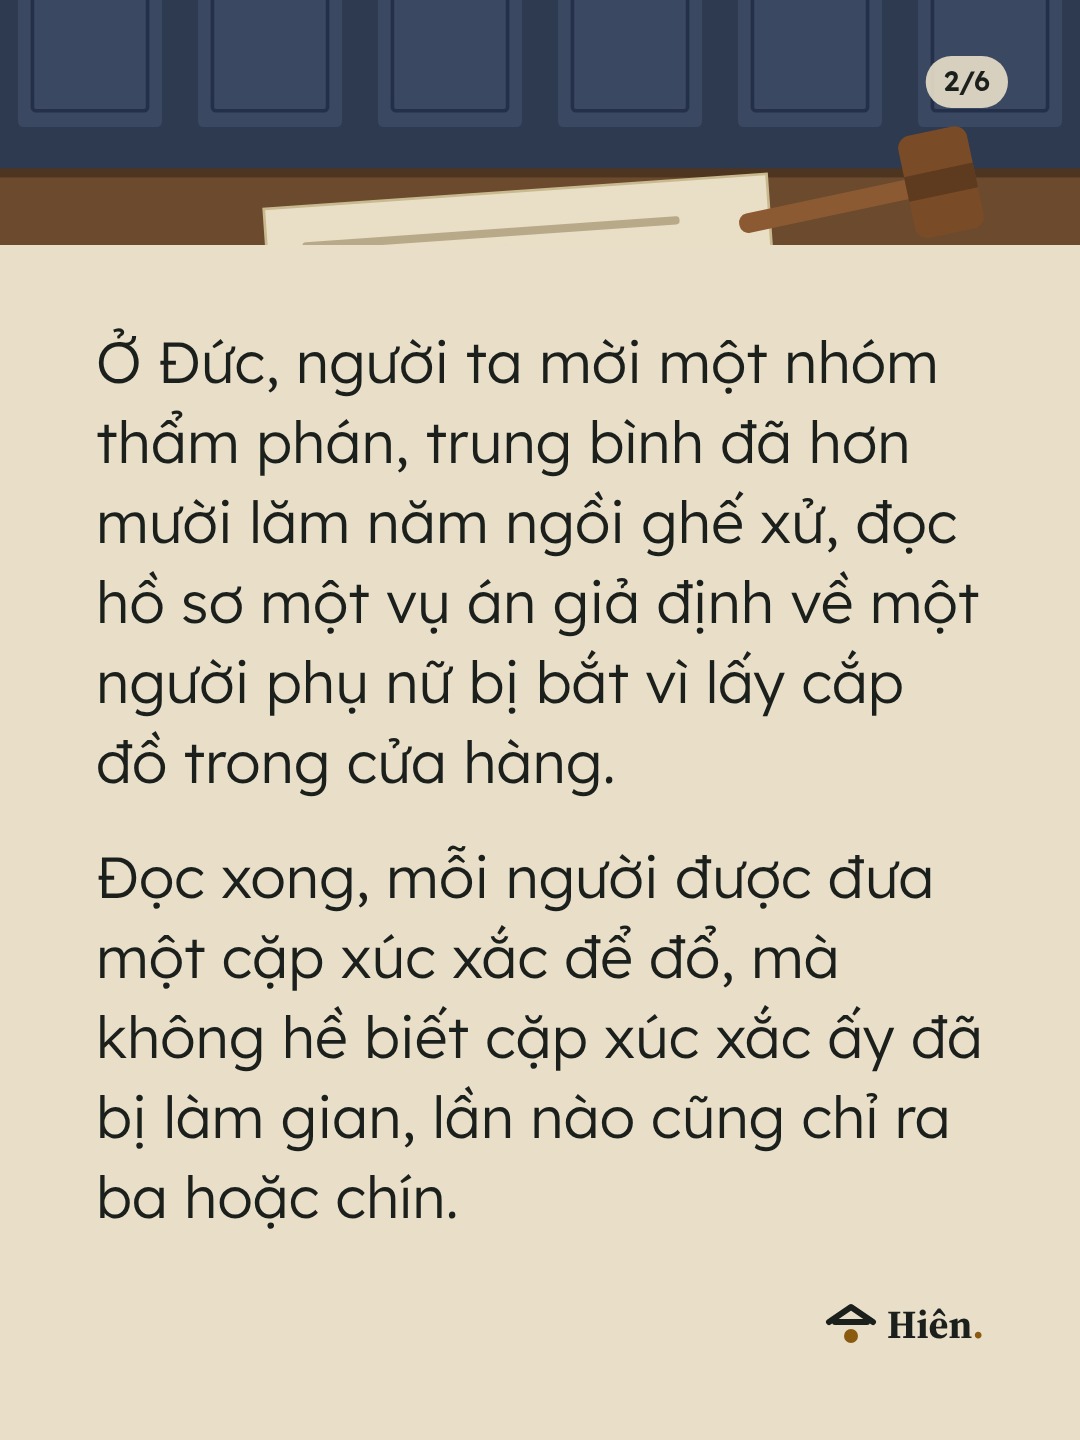 2/6
Ở Đức, người ta mời một nhóm
thẩm phán, trung bình đã hơn
mười lăm năm ngồi ghế xử, đọc
hồ sơ một vụ án giả định về một
người phụ nữ bị bắt vì lấy cắp
đồ trong cửa hàng.
Đọc xong, mỗi người được đưa
một cặp xúc xắc để đổ, mà
không hề biết cặp xúc xắc ấy đã
bị làm gian, lần nào cũng chỉ ra
ba hoặc chín.
Hiên.